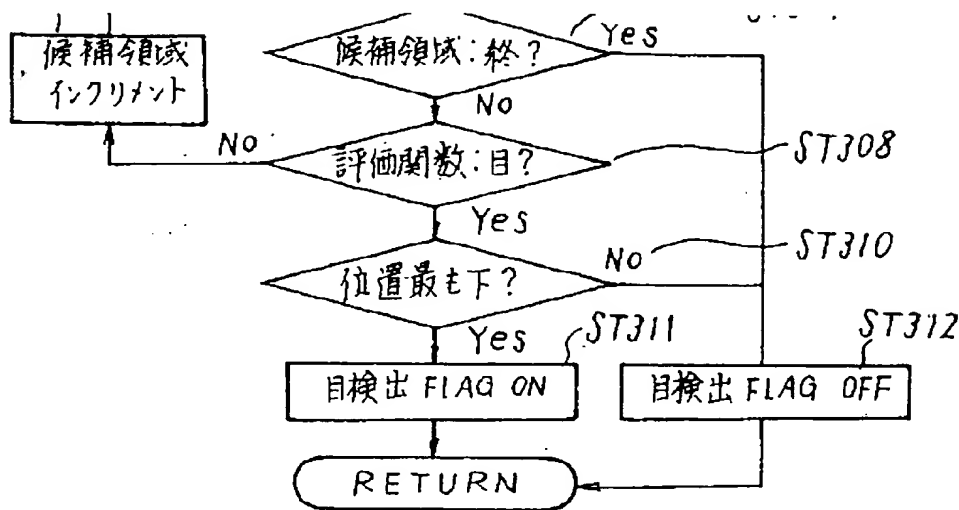 Yes
候補領域
インクリメント
候補領域:終?
No
No
評価関数:目?
ST308
Yes
ST310
No
位置最も下?
Yes
ST311
ST312
目検出 FLAG ON
目検出 FLAG OFF
RETURN